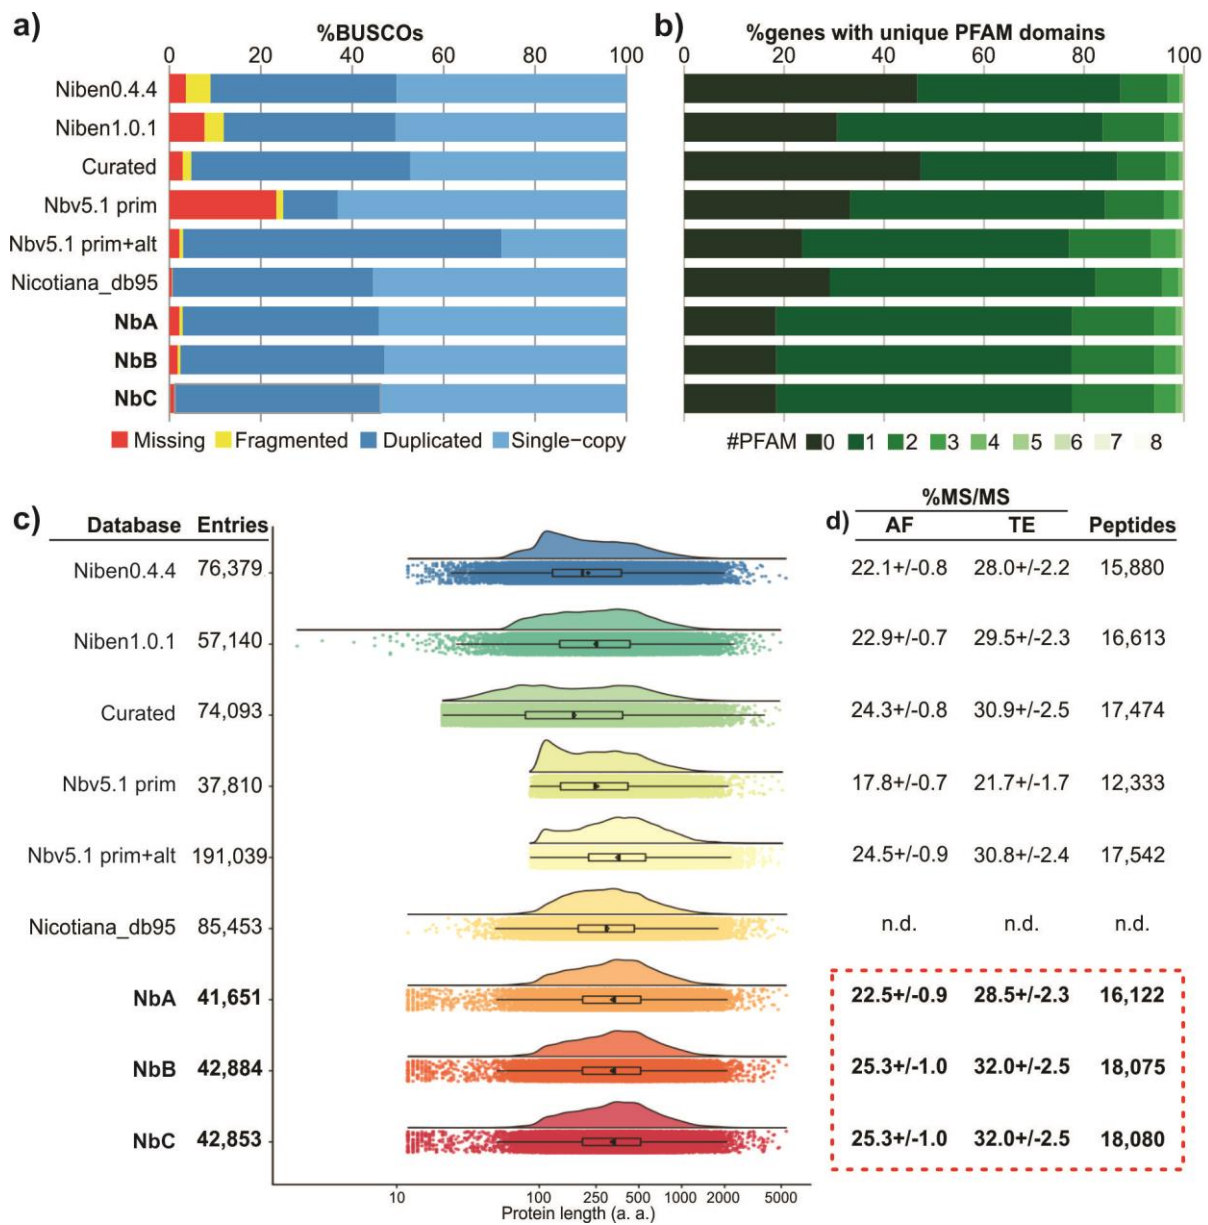 a)
%BUSCOs
0 20 40 60 80 100
Niben0.4.4
Niben1.0.1
Curated
Nbv5.1 prim
Nbv5.1 prim+alt
Nicotiana_db95
NbA
NbB
NbC
Missing Fragmented Duplicated Single−copy
b)
%genes with unique PFAM domains
0 20 40 60 80 100
#PFAM 0 1 2 3 4 5 6 7 8
c)
Database Entries
d)
%MS/MS
AF TE Peptides
Niben0.4.4 76,379 22.1+/-0.8 28.0+/-2.2 15,880
Niben1.0.1 57,140 22.9+/-0.7 29.5+/-2.3 16,613
Curated 74,093 24.3+/-0.8 30.9+/-2.5 17,474
Nbv5.1 prim 37,810 17.8+/-0.7 21.7+/-1.7 12,333
Nbv5.1 prim+alt 191,039 24.5+/-0.9 30.8+/-2.4 17,542
Nicotiana_db95 85,453 n.d. n.d. n.d.
NbA 41,651 22.5+/-0.9 28.5+/-2.3 16,122
NbB 42,884 25.3+/-1.0 32.0+/-2.5 18,075
NbC 42,853 25.3+/-1.0 32.0+/-2.5 18,080
10 100 250 500 1000 2000 5000
Protein length (a. a.)